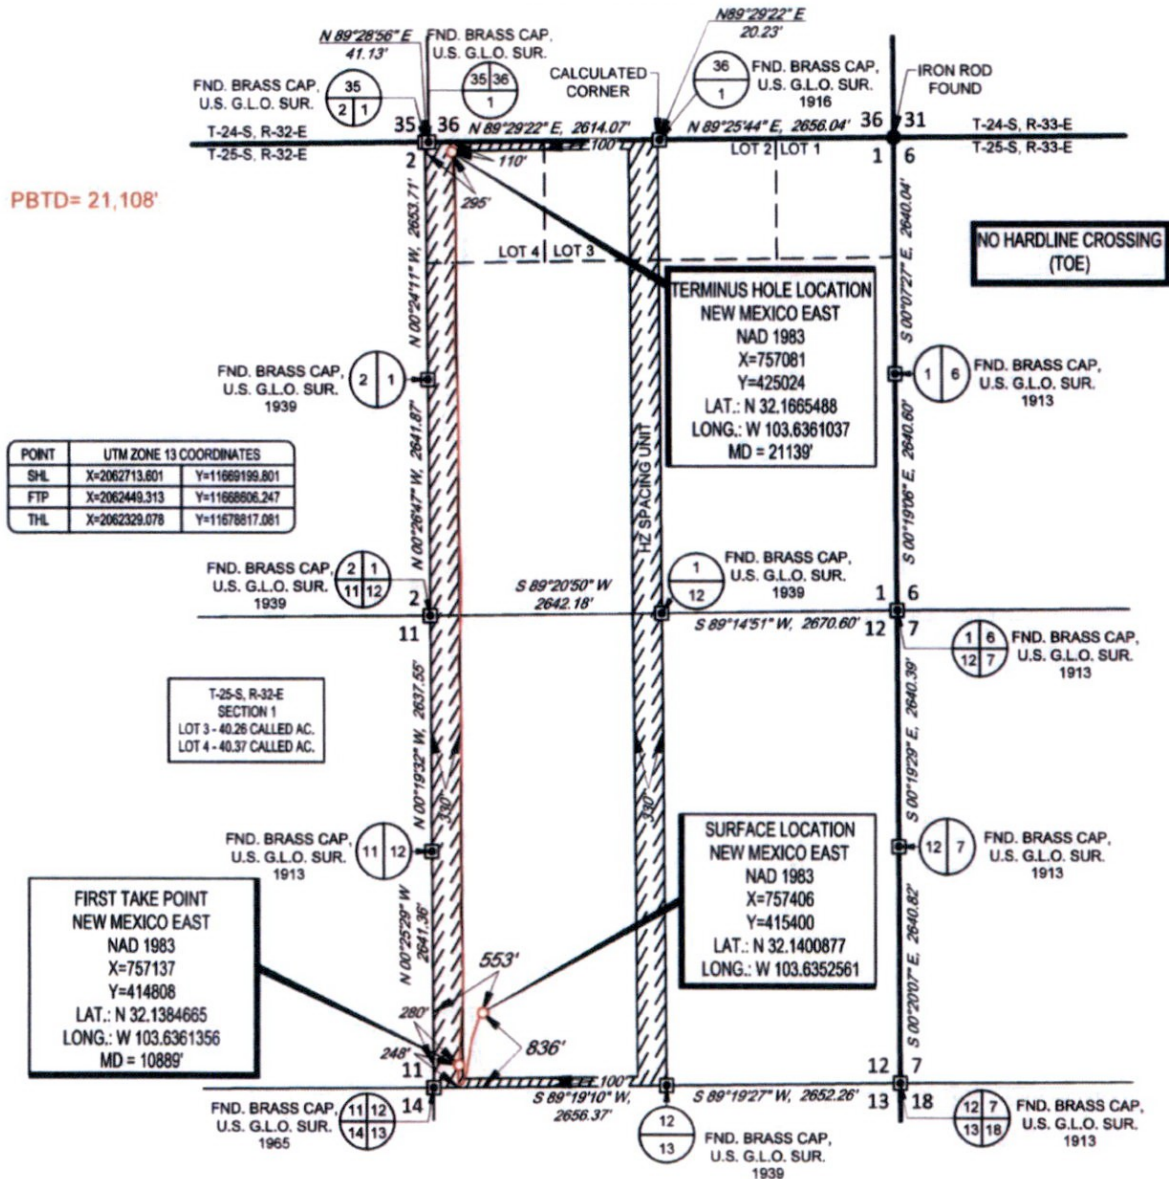 N 89°28'56" E
41.13'
FND. BRASS CAP,
U.S. G.L.O. SUR.
35 36
1
N89°29'22" E
20.23'
FND. BRASS CAP,
U.S. G.L.O. SUR.
35
2 1
CALCULATED
CORNER
36
1
FND. BRASS CAP,
U.S. G.L.O. SUR.
1916
IRON ROD
FOUND
35 36
N 89°29'22" E, 2614.07'
N 89°25'44" E, 2656.04'
36 31
T-24-S, R-32-E
T-25-S, R-32-E
T-24-S, R-33-E
T-25-S, R-33-E
2
110'
100'
LOT 2 LOT 1
1 6
295'
PBTD= 21,108'
N 00°24'11" W, 2653.71'
S 00°07'27" E, 2640.04'
LOT 4 LOT 3
NO HARDLINE CROSSING
(TOE)
TERMINUS HOLE LOCATION
NEW MEXICO EAST
NAD 1983
X=757081
Y=425024
LAT.: N 32.1665488
LONG.: W 103.6361037
MD = 21139'
FND. BRASS CAP,
U.S. G.L.O. SUR.
1939
2 1
1 6
FND. BRASS CAP,
U.S. G.L.O. SUR.
1913
HZ SPACING UNIT
POINT UTM ZONE 13 COORDINATES
SHL X=2062713.601 Y=11669199.801
FTP X=2062449.313 Y=11668606.247
THL X=2062329.078 Y=11678817.081
N 00°26'47" W, 2641.87'
S 00°19'06" E, 2640.60'
FND. BRASS CAP,
U.S. G.L.O. SUR.
1939
2 1
11 12
2
11
S 89°20'50" W
2642.18'
1
12
FND. BRASS CAP,
U.S. G.L.O. SUR.
1939
S 89°14'51" W, 2670.60'
1 6
12 7
1 6
12 7
FND. BRASS CAP,
U.S. G.L.O. SUR.
1913
T-25-S, R-32-E
SECTION 1
LOT 3 - 40.26 CALLED AC.
LOT 4 - 40.37 CALLED AC.
N 00°19'32" W, 2637.55'
330'
330'
S 00°19'29" E, 2640.39'
FND. BRASS CAP,
U.S. G.L.O. SUR.
1913
11 12
12 7
FND. BRASS CAP,
U.S. G.L.O. SUR.
1913
SURFACE LOCATION
NEW MEXICO EAST
NAD 1983
X=757406
Y=415400
LAT.: N 32.1400877
LONG.: W 103.6352561
FIRST TAKE POINT
NEW MEXICO EAST
NAD 1983
X=757137
Y=414808
LAT.: N 32.1384665
LONG.: W 103.6361356
MD = 10889'
N 00°25'29" W
2641.36'
553'
280'
248'
836'
S 00°20'07" E, 2640.82'
11
14
100'
S 89°19'10" W,
2656.37'
S 89°19'27" W, 2652.26'
12 7
13 18
FND. BRASS CAP,
U.S. G.L.O. SUR.
1965
11 12
14 13
12
13
FND. BRASS CAP,
U.S. G.L.O. SUR.
1939
12 7
13 18
FND. BRASS CAP,
U.S. G.L.O. SUR.
1913